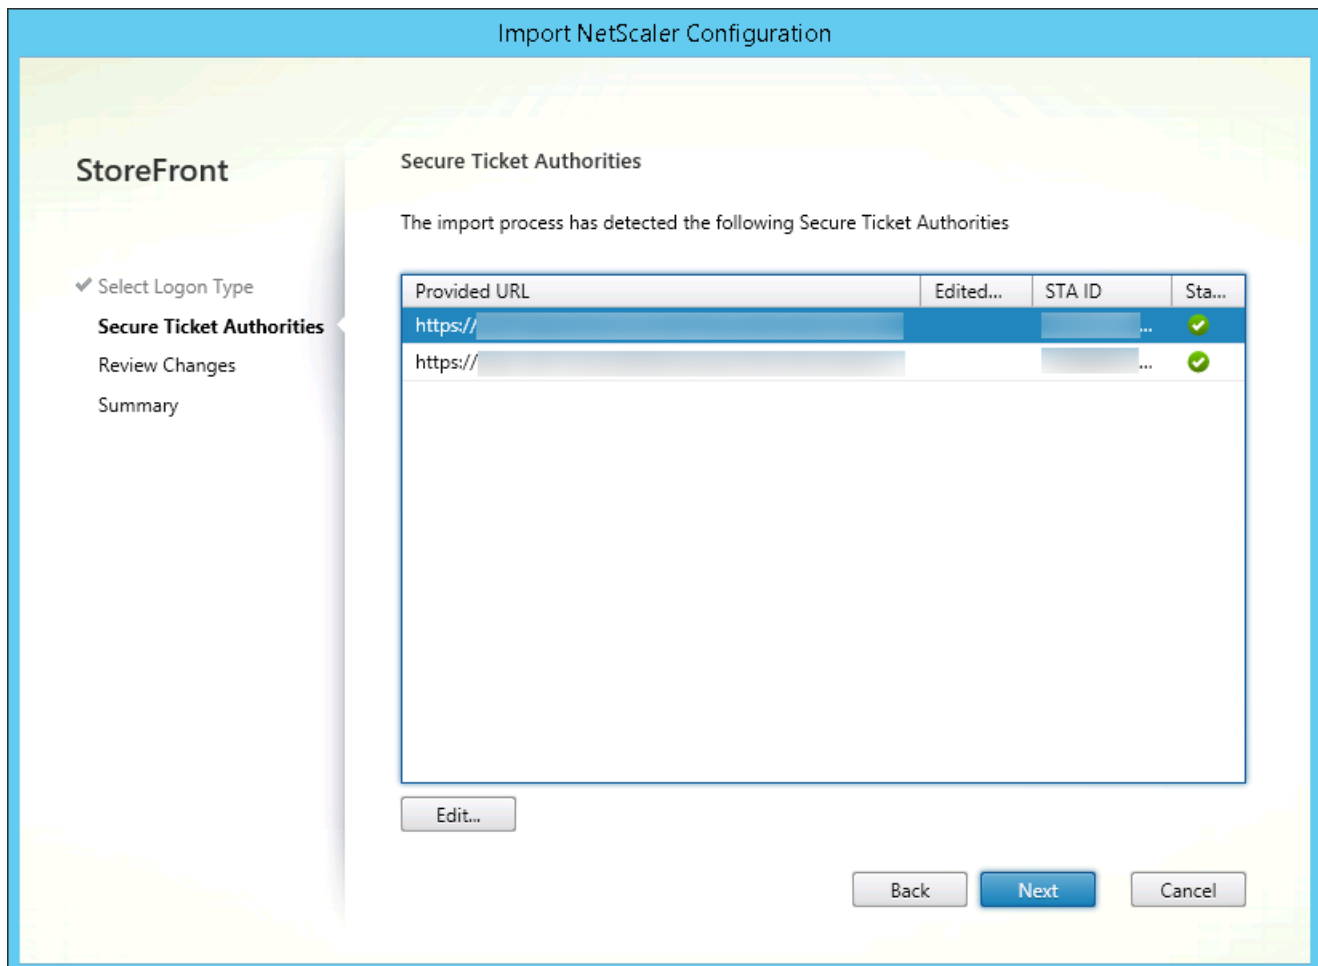 Import NetScaler Configuration
StoreFront
Select Logon Type
Secure Ticket Authorities
Review Changes
Summary
Secure Ticket Authorities
The import process has detected the following Secure Ticket Authorities
Provided URL Edited... STA ID Sta...
https:// ...
https:// ...
Edit...
Back Next Cancel